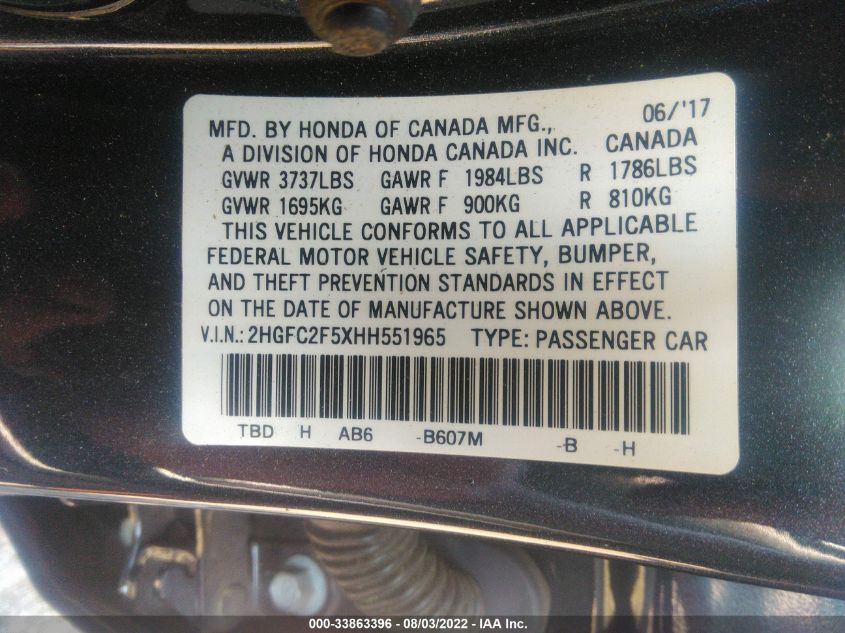 06/'17
MFD. BY HONDA OF CANADA MFG.,
A DIVISION OF HONDA CANADA INC. CANADA
GVWR 3737LBS GAWR F 1984LBS R 1786LBS
GVWR 1695KG GAWR F 900KG R 810KG
THIS VEHICLE CONFORMS TO ALL APPLICABLE
FEDERAL MOTOR VEHICLE SAFETY, BUMPER,
AND THEFT PREVENTION STANDARDS IN EFFECT
ON THE DATE OF MANUFACTURE SHOWN ABOVE.
V.I.N.: 2HGFC2F5XHH551965 TYPE: PASSENGER CAR
TBD H AB6 -B607M -B -H
000-33863396 - 08/03/2022 - IAA Inc.